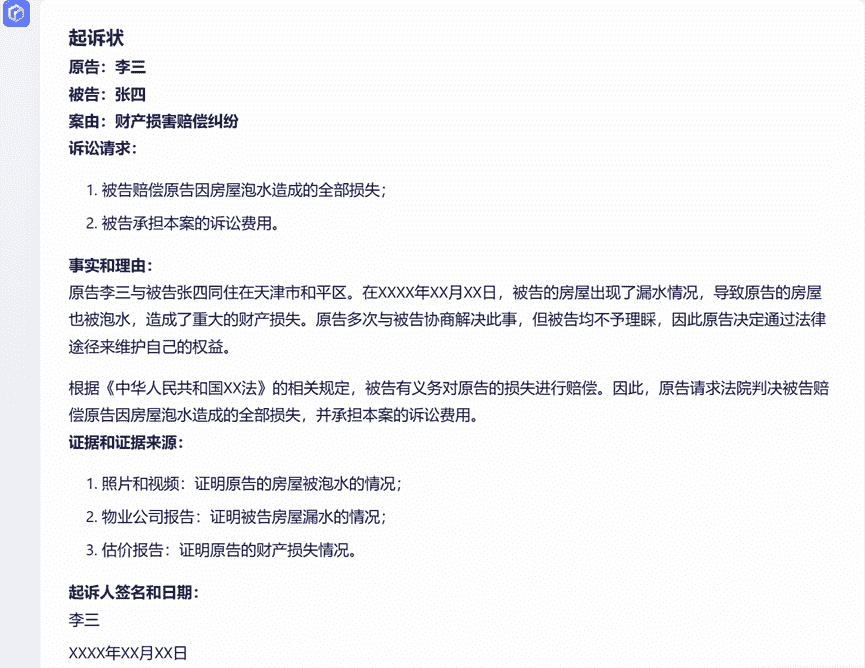 起诉状
原告：李三
被告：张四
案由：财产损害赔偿纠纷
诉讼请求：
1. 被告赔偿原告因房屋泡水造成的全部损失；
2. 被告承担本案的诉讼费用。
事实和理由：
原告李三与被告张四同住在天津市和平区。在XXXX年XX月XX日，被告的房屋出现了漏水情况，导致原告的房屋
也被泡水，造成了重大的财产损失。原告多次与被告协商解决此事，但被告均不予理睬，因此原告决定通过法律
途径来维护自己的权益。
根据《中华人民共和国XX法》的相关规定，被告有义务对原告的损失进行赔偿。因此，原告请求法院判决被告赔
偿原告因房屋泡水造成的全部损失，并承担本案的诉讼费用。
证据和证据来源：
1. 照片和视频：证明原告的房屋被泡水的情况；
2. 物业公司报告：证明被告房屋漏水的情况；
3. 估价报告：证明原告的财产损失情况。
起诉人签名和日期：
李三
XXXX年XX月XX日